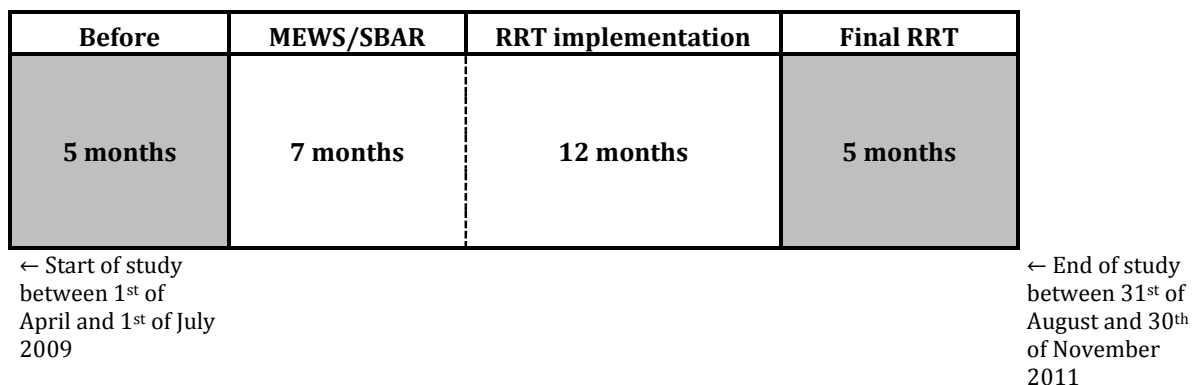 Before MEWS/SBAR RRT implementation Final RRT
5 months 7 months 12 months 5 months
← Start of study
between 1st of
April and 1st of July
2009
← End of study
between 31st of
August and 30th
of November
2011